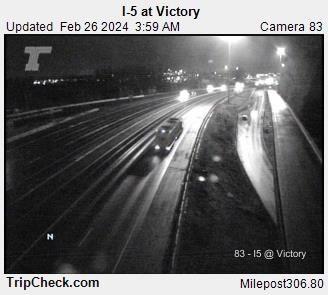 I-5 at Victory
Updated  Feb 26 2024  3:59 AM
Camera 83
T
N
83 - I5 @ Victory
TripCheck.com
Milepost306.80